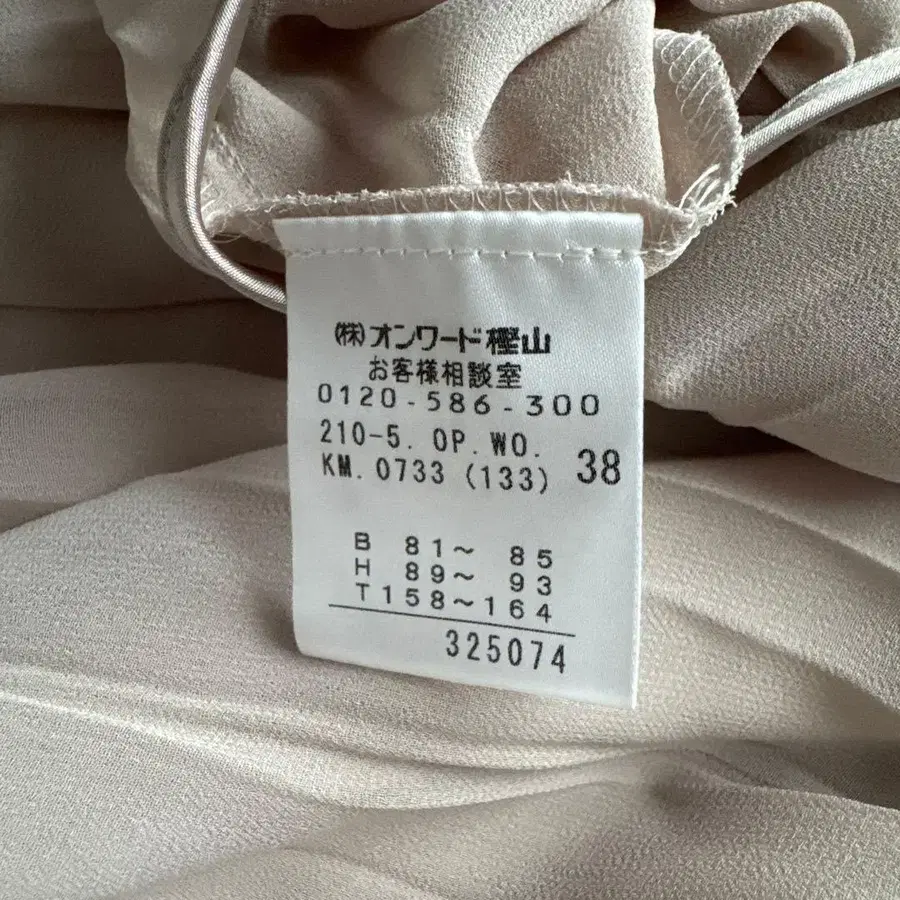 (株)オンワード樫山
お客様相談室
0120-586-300
210-5. OP. WO.
KM. 0733 (133) 38
B 81～ 85
H 89～ 93
T158～164
325074